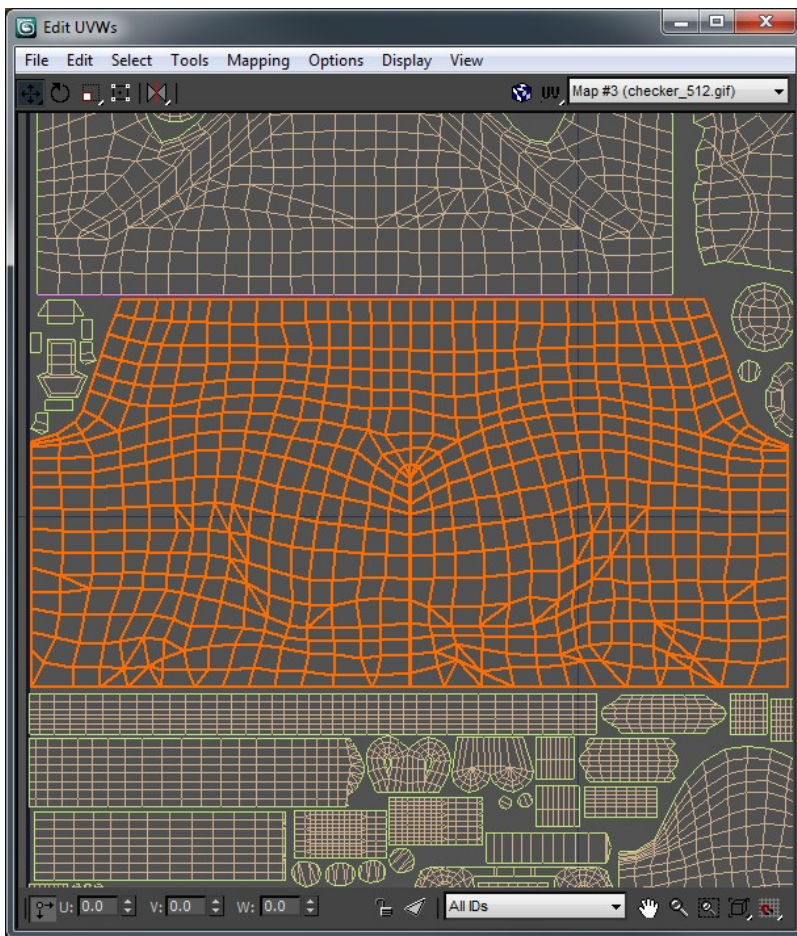 Edit UVWs
File Edit Select Tools Mapping Options Display View
UV Map #3 (checker_512.gif)
U: 0.0 V: 0.0 W: 0.0 All IDs